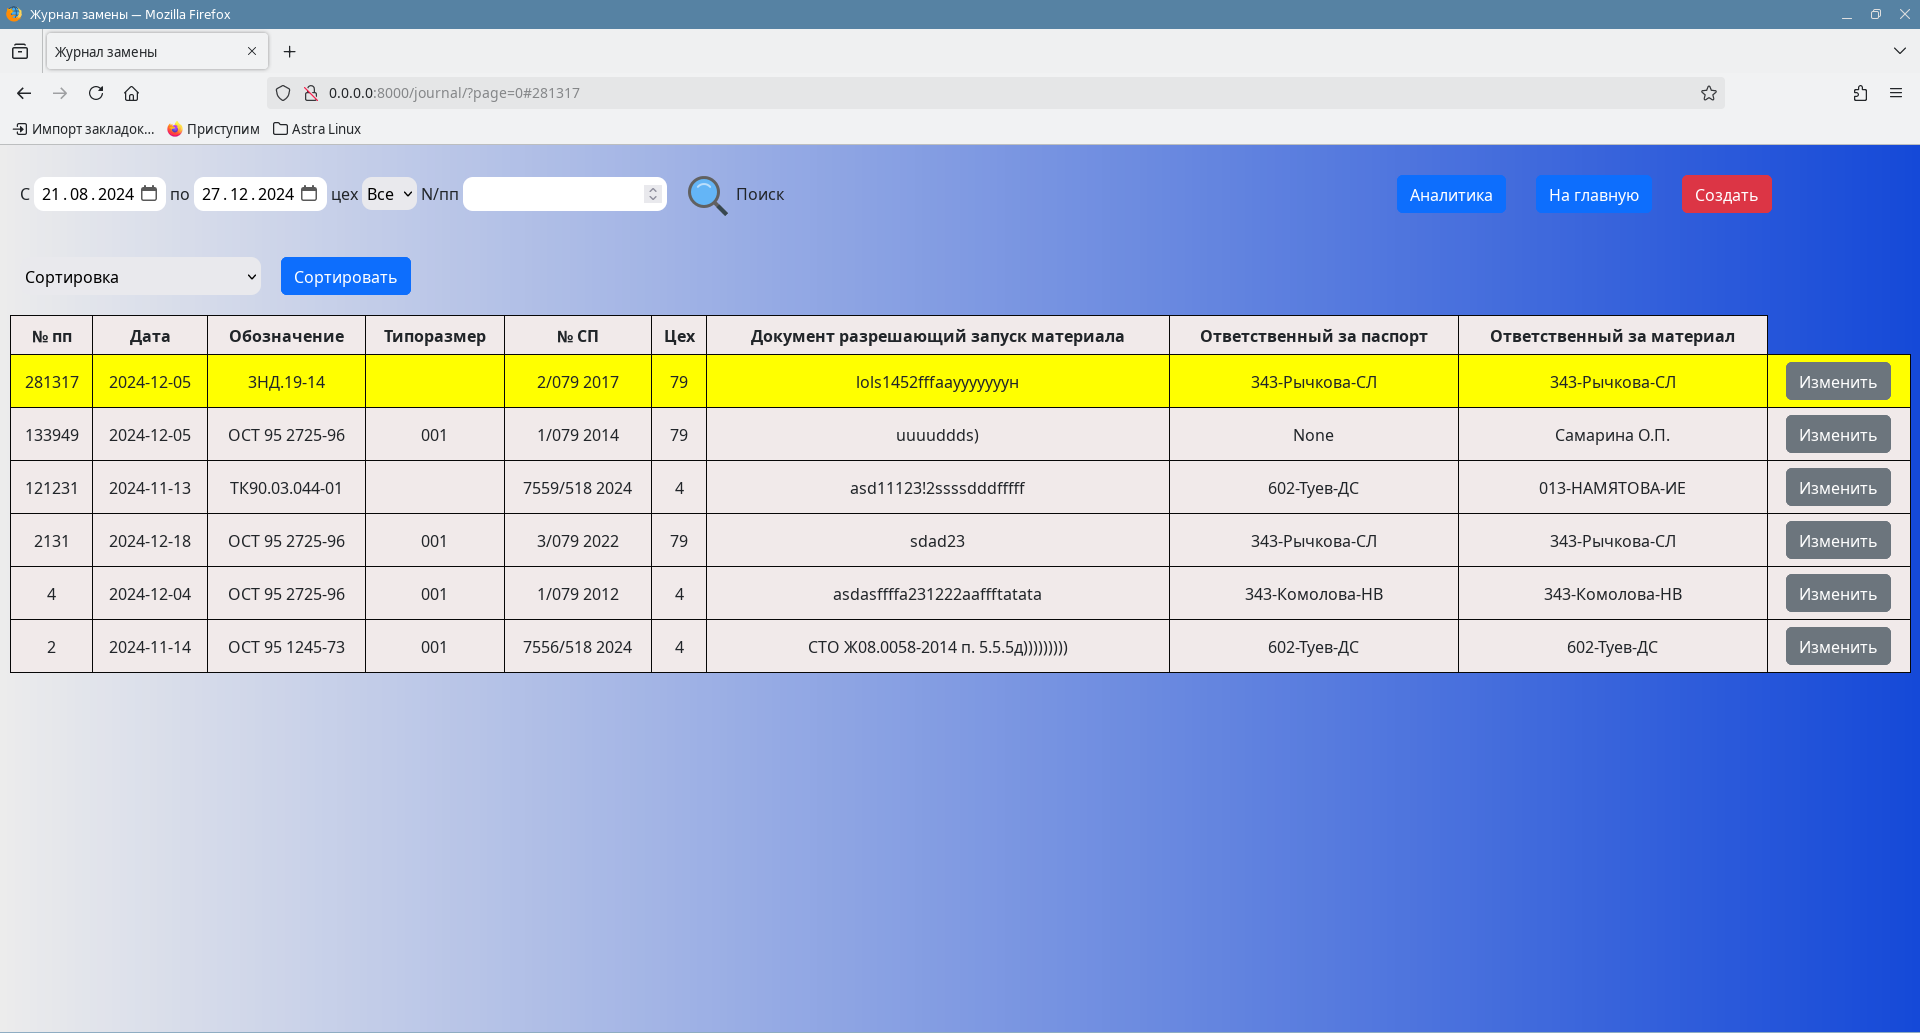 Журнал замены — Mozilla Firefox
Журнал замены
0.0.0.0:8000/journal/?page=0#281317
Импорт закладок... Приступим Astra Linux
С 21.08.2024 по 27.12.2024 цех Все N/пп Поиск Аналитика На главную Создать
Сортировка Сортировать
№ пп Дата Обозначение Типоразмер № СП Цех Документ разрешающий запуск материала Ответственный за паспорт Ответственный за материал
281317 2024-12-05 ЗНД.19-14 2/079 2017 79 lols1452fffaayyyyyyyн 343-Рычкова-СЛ 343-Рычкова-СЛ Изменить
133949 2024-12-05 ОСТ 95 2725-96 001 1/079 2014 79 uuuuddds) None Самарина О.П. Изменить
121231 2024-11-13 ТК90.03.044-01 7559/518 2024 4 asd11123!2ssssdddfffff 602-Туев-ДС 013-НАМЯТОВА-ИЕ Изменить
2131 2024-12-18 ОСТ 95 2725-96 001 3/079 2022 79 sdad23 343-Рычкова-СЛ 343-Рычкова-СЛ Изменить
4 2024-12-04 ОСТ 95 2725-96 001 1/079 2012 4 asdasffffa231222aaffftatata 343-Комолова-НВ 343-Комолова-НВ Изменить
2 2024-11-14 ОСТ 95 1245-73 001 7556/518 2024 4 СТО Ж08.0058-2014 п. 5.5.5д))))))))) 602-Туев-ДС 602-Туев-ДС Изменить